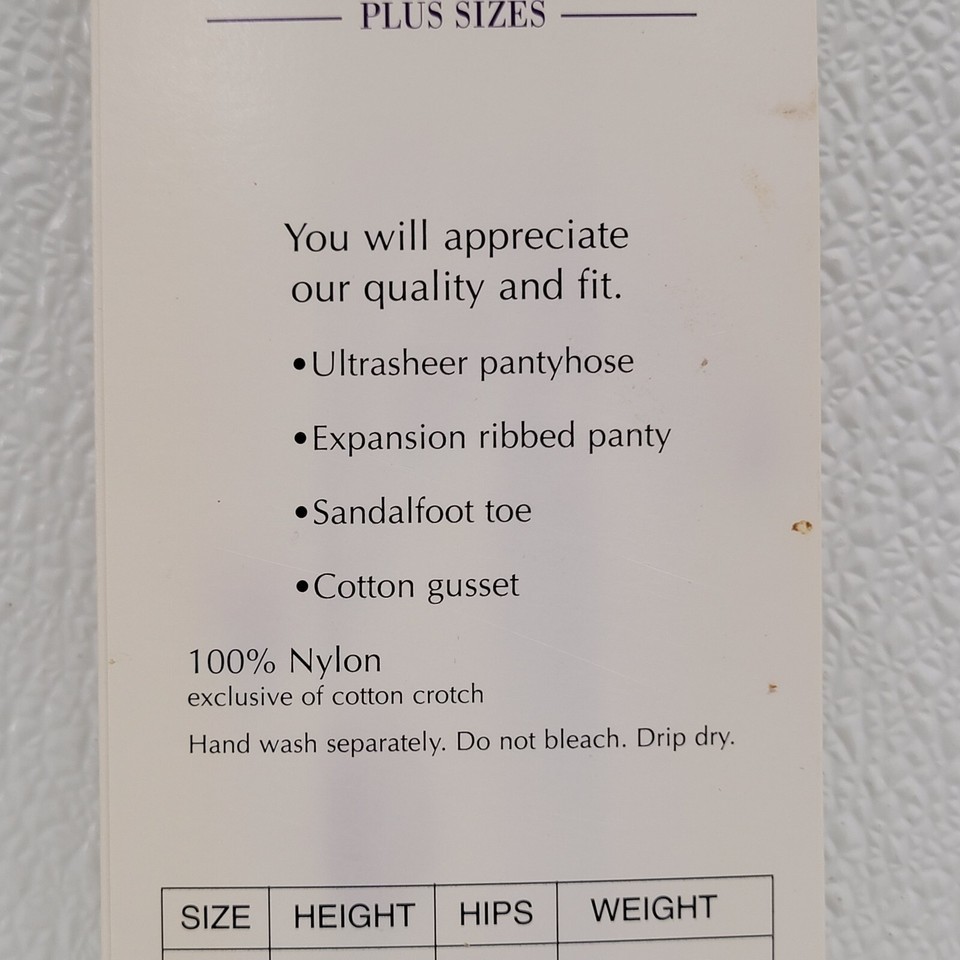 PLUS SIZES
You will appreciate
our quality and fit.
•Ultrasheer pantyhose
•Expansion ribbed panty
•Sandalfoot toe
•Cotton gusset
100% Nylon
exclusive of cotton crotch
Hand wash separately. Do not bleach. Drip dry.
SIZE HEIGHT HIPS WEIGHT